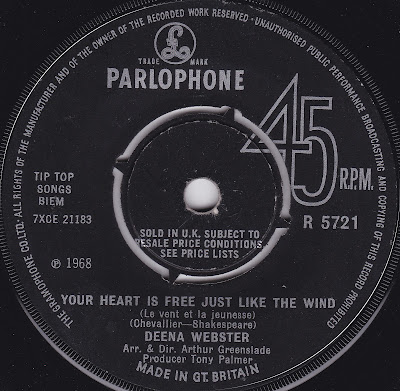 THE GRAMOPHONE CO. LTD. · ALL RIGHTS OF THE MANUFACTURER AND OF THE OWNER OF THE RECORDED WORK RESERVED · UNAUTHORISED PUBLIC PERFORMANCE BROADCASTING AND COPYING OF THIS RECORD PROHIBITED
£
TRADE MARK
PARLOPHONE
45
R.P.M.
TIP TOP
SONGS
BIEM
7XCE 21183
R 5721
SOLD IN U.K. SUBJECT TO
RESALE PRICE CONDITIONS
SEE PRICE LISTS
℗ 1968
YOUR HEART IS FREE JUST LIKE THE WIND
(Le vent et la jeunesse)
(Chevallier—Shakespeare)
DEENA WEBSTER
Arr. & Dir. Arthur Greenslade
Producer Tony Palmer
MADE IN GT. BRITAIN